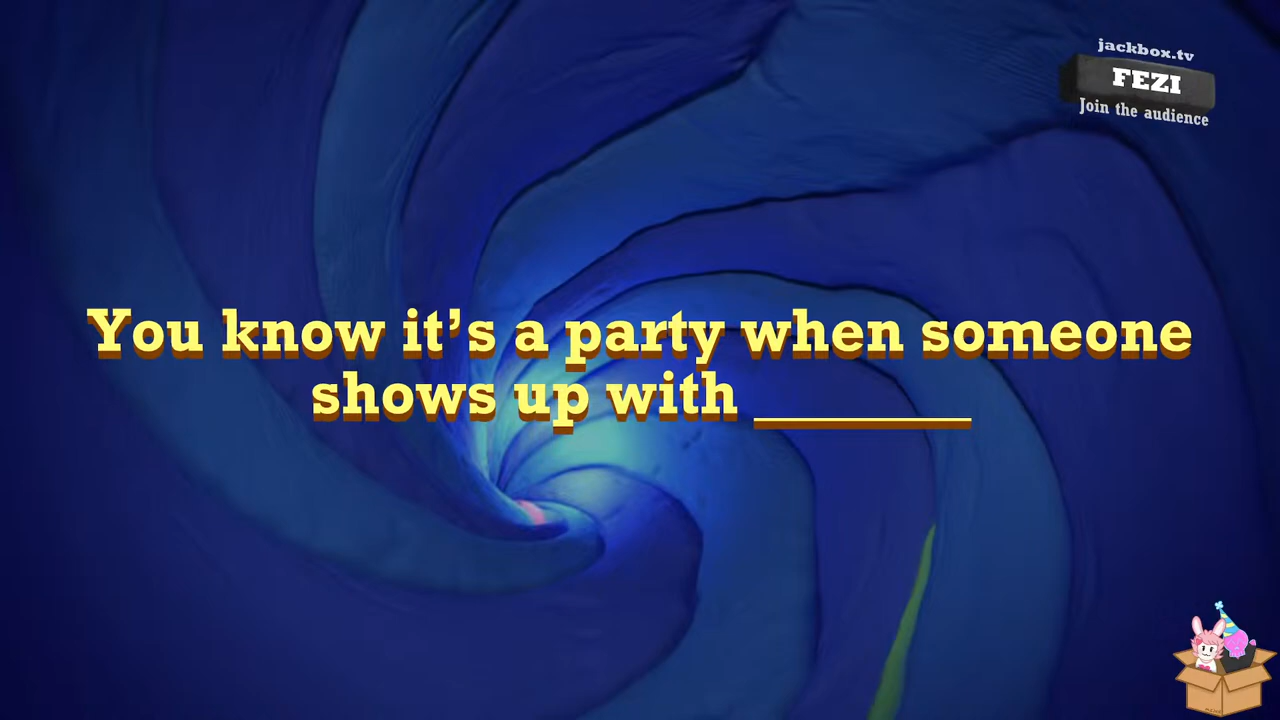 jackbox.tv
FEZI
Join the audience
You know it’s a party when someone
shows up with ________